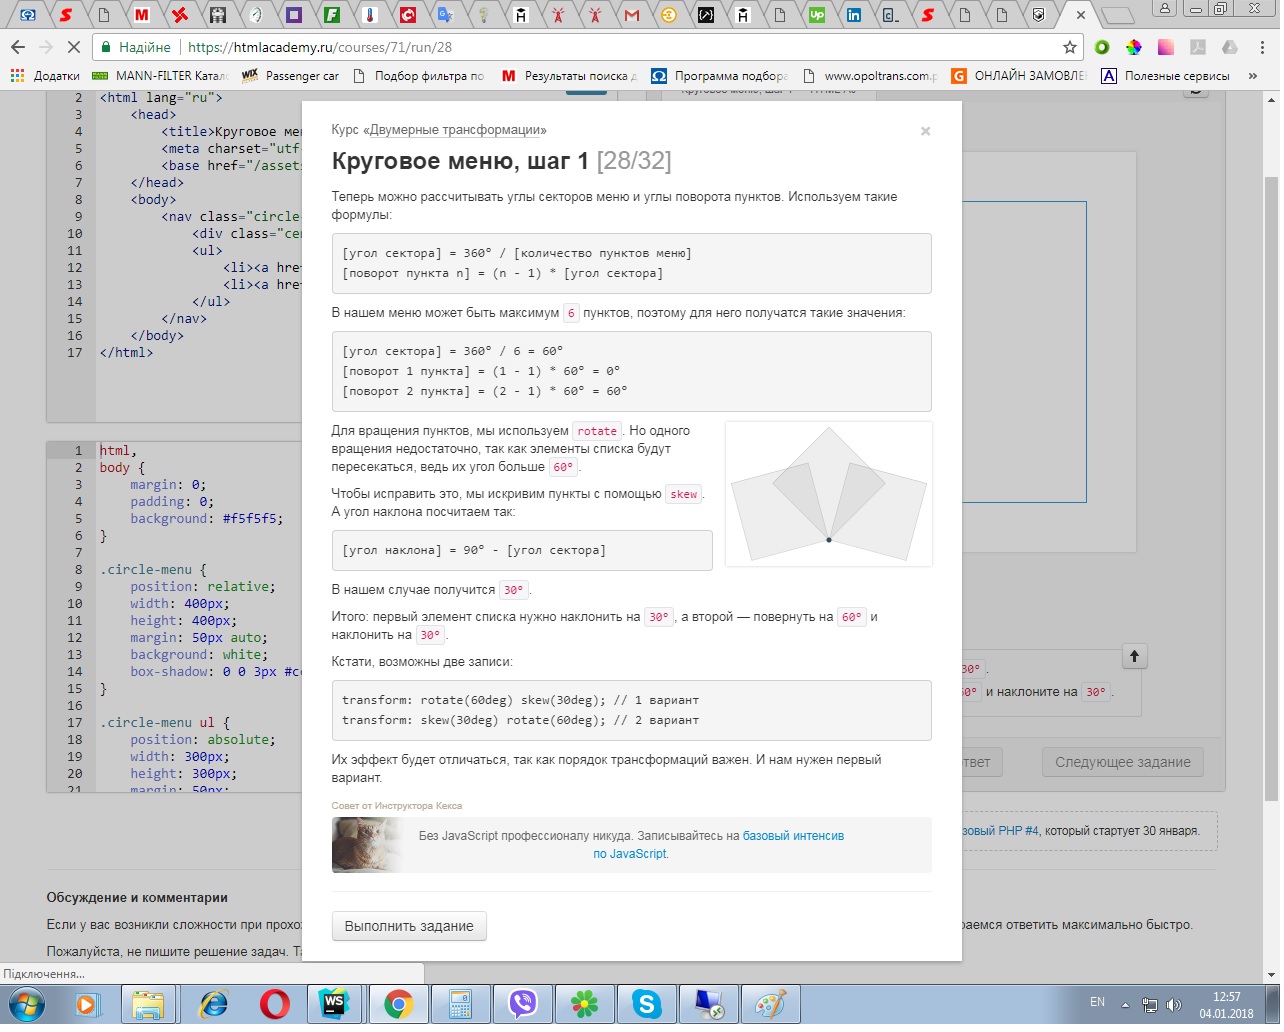 Надійне
https://htmlacademy.ru/courses/71/run/28
Додатки
MANN-FILTER Катало
Passenger car
Подбор фильтра по
Результаты поиска д
Программа подбора
www.opoltrans.com.p
ОНЛАЙН ЗАМОВЛЕ
Полезные сервисы
»
2 <html lang="ru">
3 <head>
4 <title>Круговое мен
5 <meta charset="utf
6 <base href="/assets
7 </head>
8 <body>
9 <nav class="circle-
10 <div class="cen
11 <ul>
12 <li><a href
13 <li><a href
14 </ul>
15 </nav>
16 </body>
17 </html>
1 html,
2 body {
3 margin: 0;
4 padding: 0;
5 background: #f5f5f5;
6 }
7
8 .circle-menu {
9 position: relative;
10 width: 400px;
11 height: 400px;
12 margin: 50px auto;
13 background: white;
14 box-shadow: 0 0 3px #cc
15 }
16
17 .circle-menu ul {
18 position: absolute;
19 width: 300px;
20 height: 300px;
21 margin: 50px;
Курс «Двумерные трансформации»
×
Круговое меню, шаг 1 [28/32]
Теперь можно рассчитывать углы секторов меню и углы поворота пунктов. Используем такие
формулы:
[угол сектора] = 360° / [количество пунктов меню]
[поворот пункта n] = (n - 1) * [угол сектора]
В нашем меню может быть максимум 6 пунктов, поэтому для него получатся такие значения:
[угол сектора] = 360° / 6 = 60°
[поворот 1 пункта] = (1 - 1) * 60° = 0°
[поворот 2 пункта] = (2 - 1) * 60° = 60°
Для вращения пунктов, мы используем rotate. Но одного
вращения недостаточно, так как элементы списка будут
пересекаться, ведь их угол больше 60°.
Чтобы исправить это, мы искривим пункты с помощью skew.
А угол наклона посчитаем так:
[угол наклона] = 90° - [угол сектора]
В нашем случае получится 30°.
Итого: первый элемент списка нужно наклонить на 30°, а второй — повернуть на 60° и
наклонить на 30°.
Кстати, возможны две записи:
transform: rotate(60deg) skew(30deg); // 1 вариант
transform: skew(30deg) rotate(60deg); // 2 вариант
Их эффект будет отличаться, так как порядок трансформаций важен. И нам нужен первый
вариант.
Совет от Инструктора Кекса
Без JavaScript профессионалу никуда. Записывайтесь на базовый интенсив
по JavaScript.
Выполнить задание
30°.
60° и наклоните на 30°.
ответ
Следующее задание
зовый PHP #4, который стартует 30 января.
Обсуждение и комментарии
Если у вас возникли сложности при прохо
раемся ответить максимально быстро.
Пожалуйста, не пишите решение задач. Та
Підключення...
EN
12:57
04.01.2018